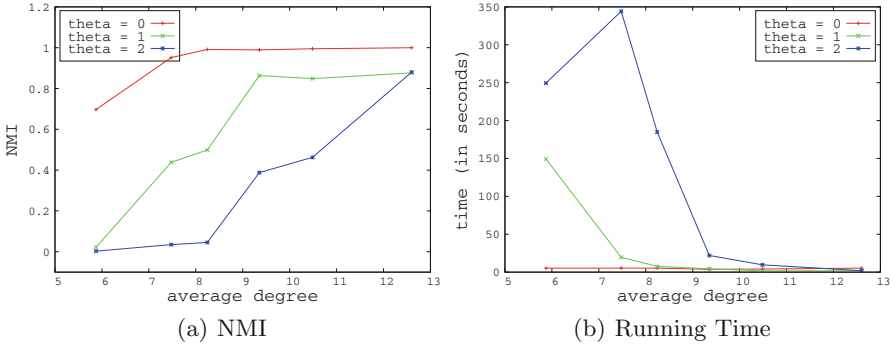 theta = 0
theta = 1
theta = 2
1.2
1
0.8
0.6
0.4
0.2
0
NMI
5 6 7 8 9 10 11 12 13
average degree
(a) NMI
theta = 0
theta = 1
theta = 2
350
300
250
200
150
100
50
0
time (in seconds)
5 6 7 8 9 10 11 12 13
average degree
(b) Running Time